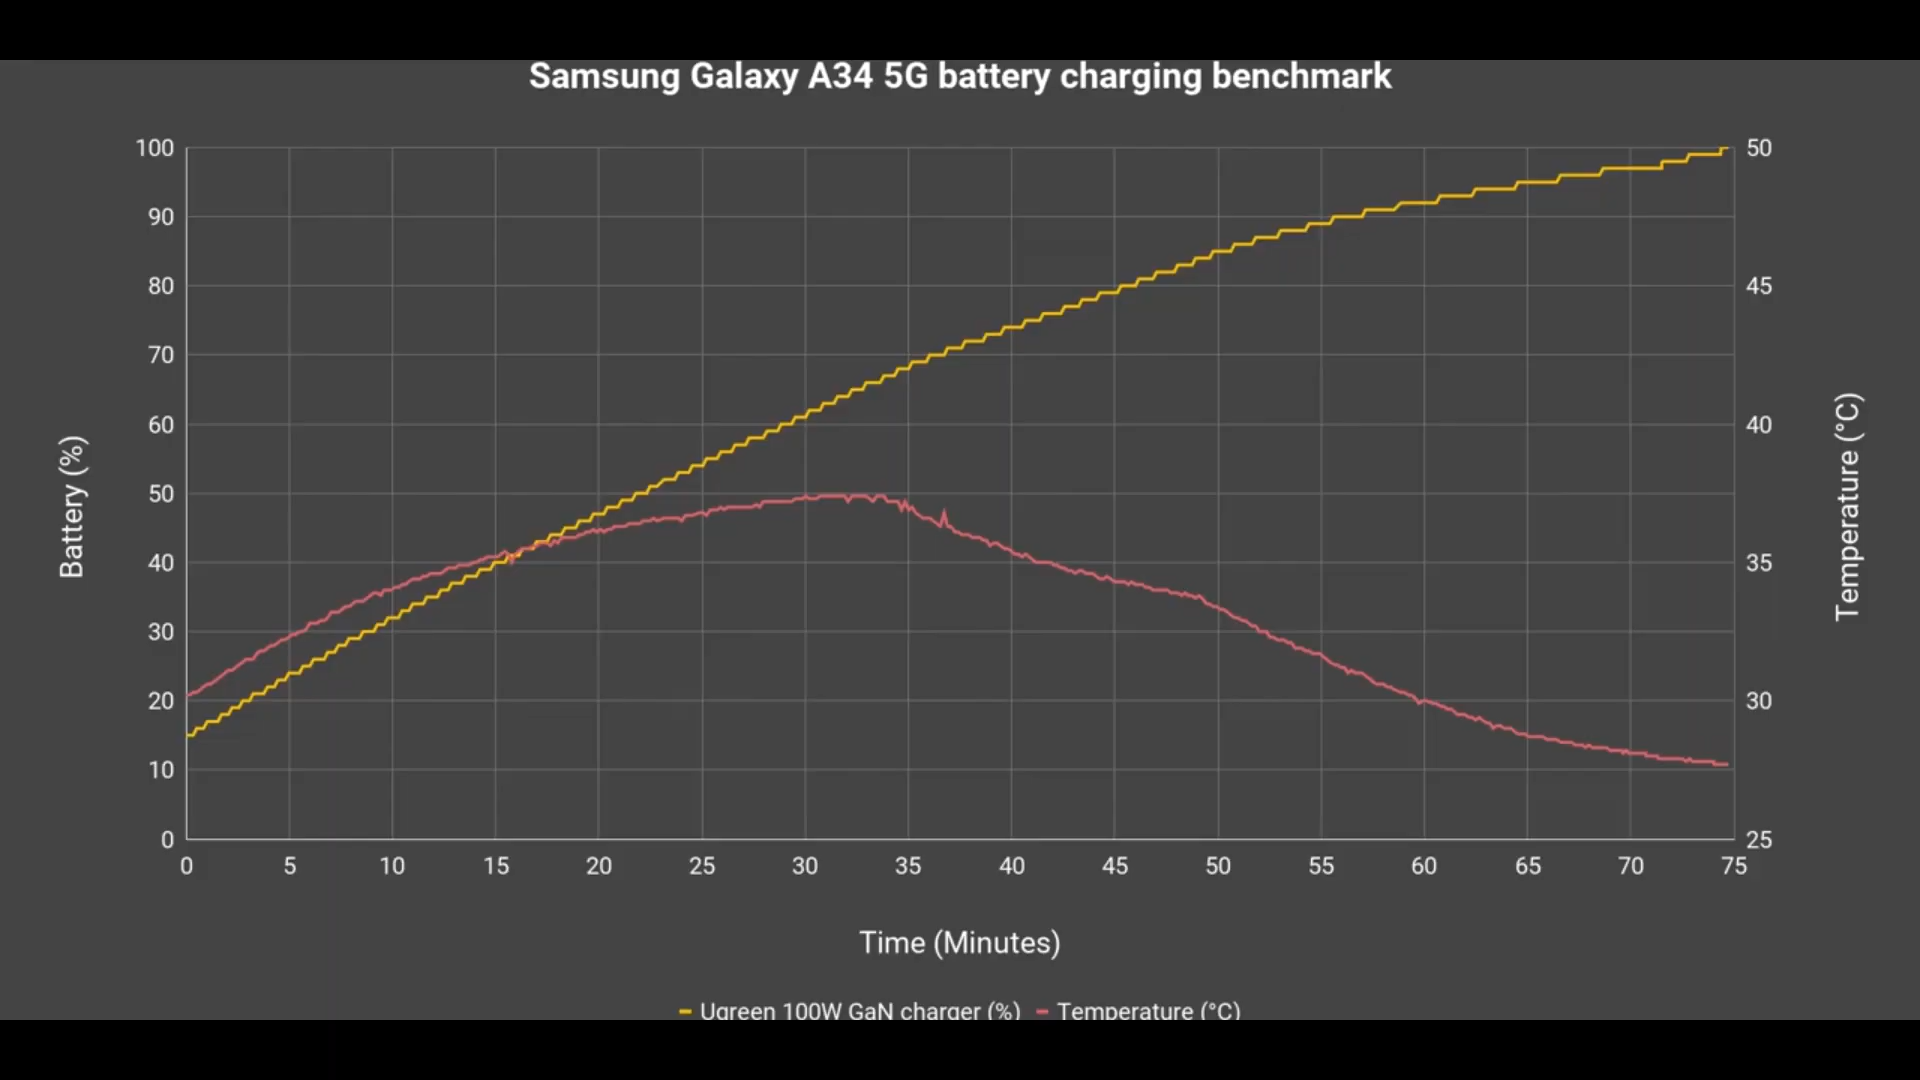 Samsung Galaxy A34 5G battery charging benchmark
100 50
90
80 45
70
60 40
50
40 35
30
20 30
10
0 25
Battery (%)
Temperature (°C)
0 5 10 15 20 25 30 35 40 45 50 55 60 65 70 75
Time (Minutes)
Ugreen 100W GaN charger (%) Temperature (°C)